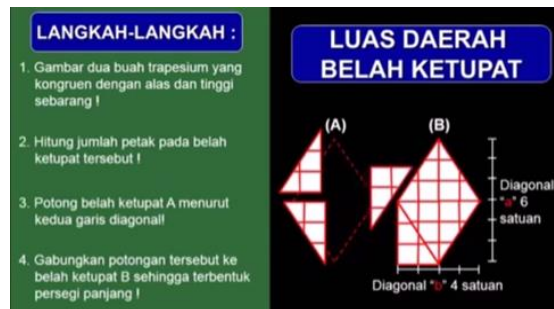 LANGKAH-LANGKAH :
1. Gambar dua buah trapesium yang
kongruen dengan alas dan tinggi
sebarang !
2. Hitung jumlah petak pada belah
ketupat tersebut !
3. Potong belah ketupat A menurut
kedua garis diagonal!
4. Gabungkan potongan tersebut ke
belah ketupat B sehingga terbentuk
persegi panjang !
LUAS DAERAH
BELAH KETUPAT
(A)
(B)
Diagonal
"a" 6
satuan
Diagonal "b" 4 satuan